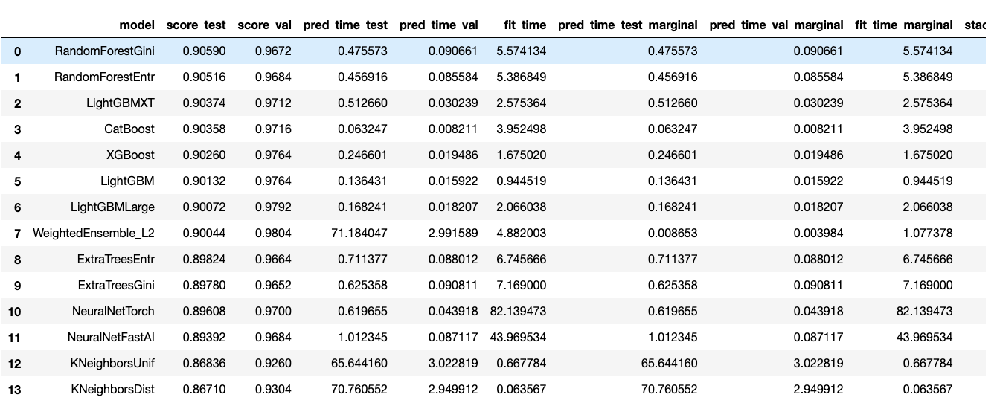 model score_test score_val pred_time_test pred_time_val fit_time pred_time_test_marginal pred_time_val_marginal fit_time_marginal stac
0 RandomForestGini 0.90590 0.9672 0.475573 0.090661 5.574134 0.475573 0.090661 5.574134
1 RandomForestEntr 0.90516 0.9684 0.456916 0.085584 5.386849 0.456916 0.085584 5.386849
2 LightGBMXT 0.90374 0.9712 0.512660 0.030239 2.575364 0.512660 0.030239 2.575364
3 CatBoost 0.90358 0.9716 0.063247 0.008211 3.952498 0.063247 0.008211 3.952498
4 XGBoost 0.90260 0.9764 0.246601 0.019486 1.675020 0.246601 0.019486 1.675020
5 LightGBM 0.90132 0.9764 0.136431 0.015922 0.944519 0.136431 0.015922 0.944519
6 LightGBMLarge 0.90072 0.9792 0.168241 0.018207 2.066038 0.168241 0.018207 2.066038
7 WeightedEnsemble_L2 0.90044 0.9804 71.184047 2.991589 4.882003 0.008653 0.003984 1.077378
8 ExtraTreesEntr 0.89824 0.9664 0.711377 0.088012 6.745666 0.711377 0.088012 6.745666
9 ExtraTreesGini 0.89780 0.9652 0.625358 0.090811 7.169000 0.625358 0.090811 7.169000
10 NeuralNetTorch 0.89608 0.9700 0.619655 0.043918 82.139473 0.619655 0.043918 82.139473
11 NeuralNetFastAI 0.89392 0.9684 1.012345 0.087117 43.969534 1.012345 0.087117 43.969534
12 KNeighborsUnif 0.86836 0.9260 65.644160 3.022819 0.667784 65.644160 3.022819 0.667784
13 KNeighborsDist 0.86710 0.9304 70.760552 2.949912 0.063567 70.760552 2.949912 0.063567